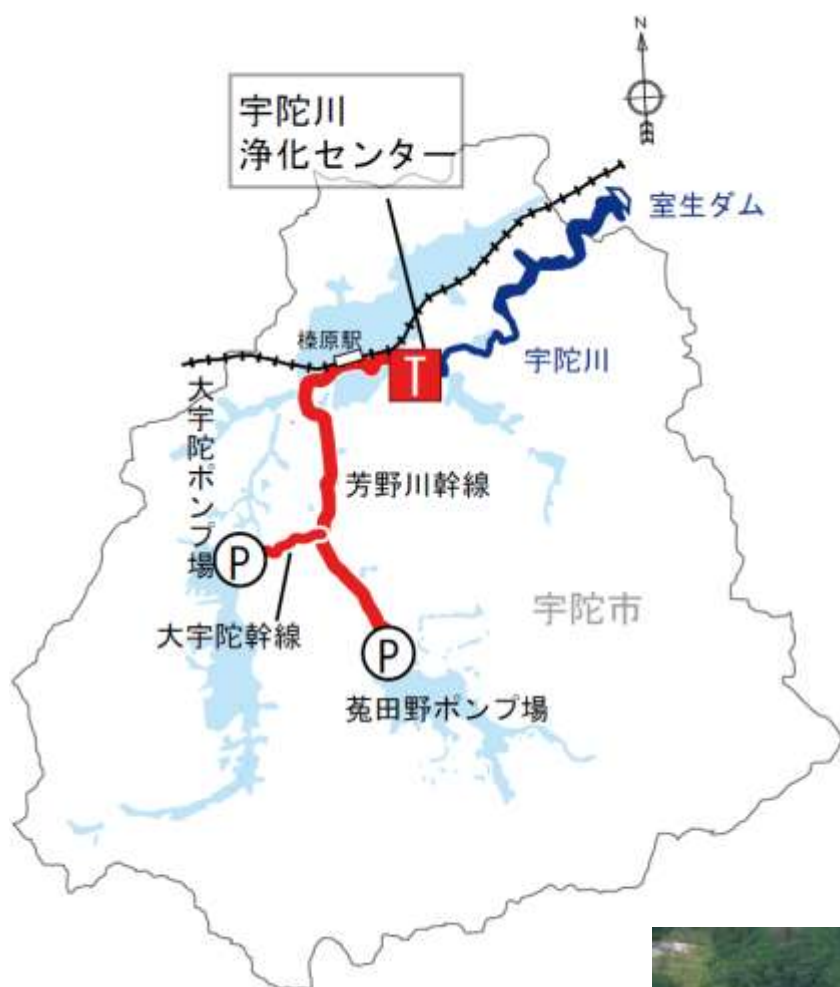 N
宇陀川
浄化センター
室生ダム
榛原駅
宇陀川
T
大宇陀ポンプ場
芳野川幹線
P
大宇陀幹線
宇陀市
P
菟田野ポンプ場